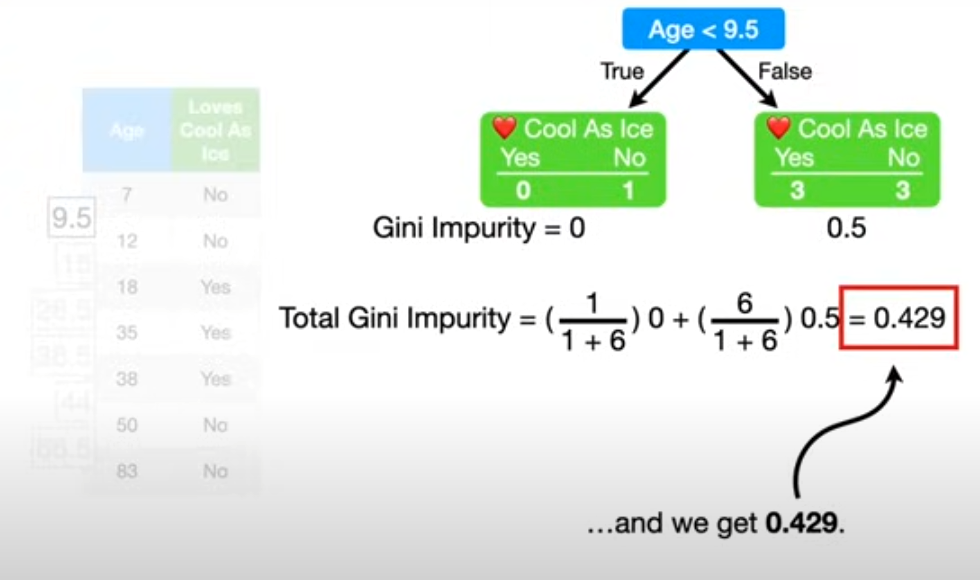 Age < 9.5
True
False
Age
Loves
Cool As
Ice
❤️ Cool As Ice
Yes No
0 1
❤️ Cool As Ice
Yes No
3 3
Gini Impurity = 0
0.5
7 No
9.5
12 No
15
18 Yes
26.5
35 Yes
36.5
38 Yes
44
50 No
66.5
83 No
Total Gini Impurity = (1/1 + 6) 0 + (6/1 + 6) 0.5 = 0.429
...and we get 0.429.